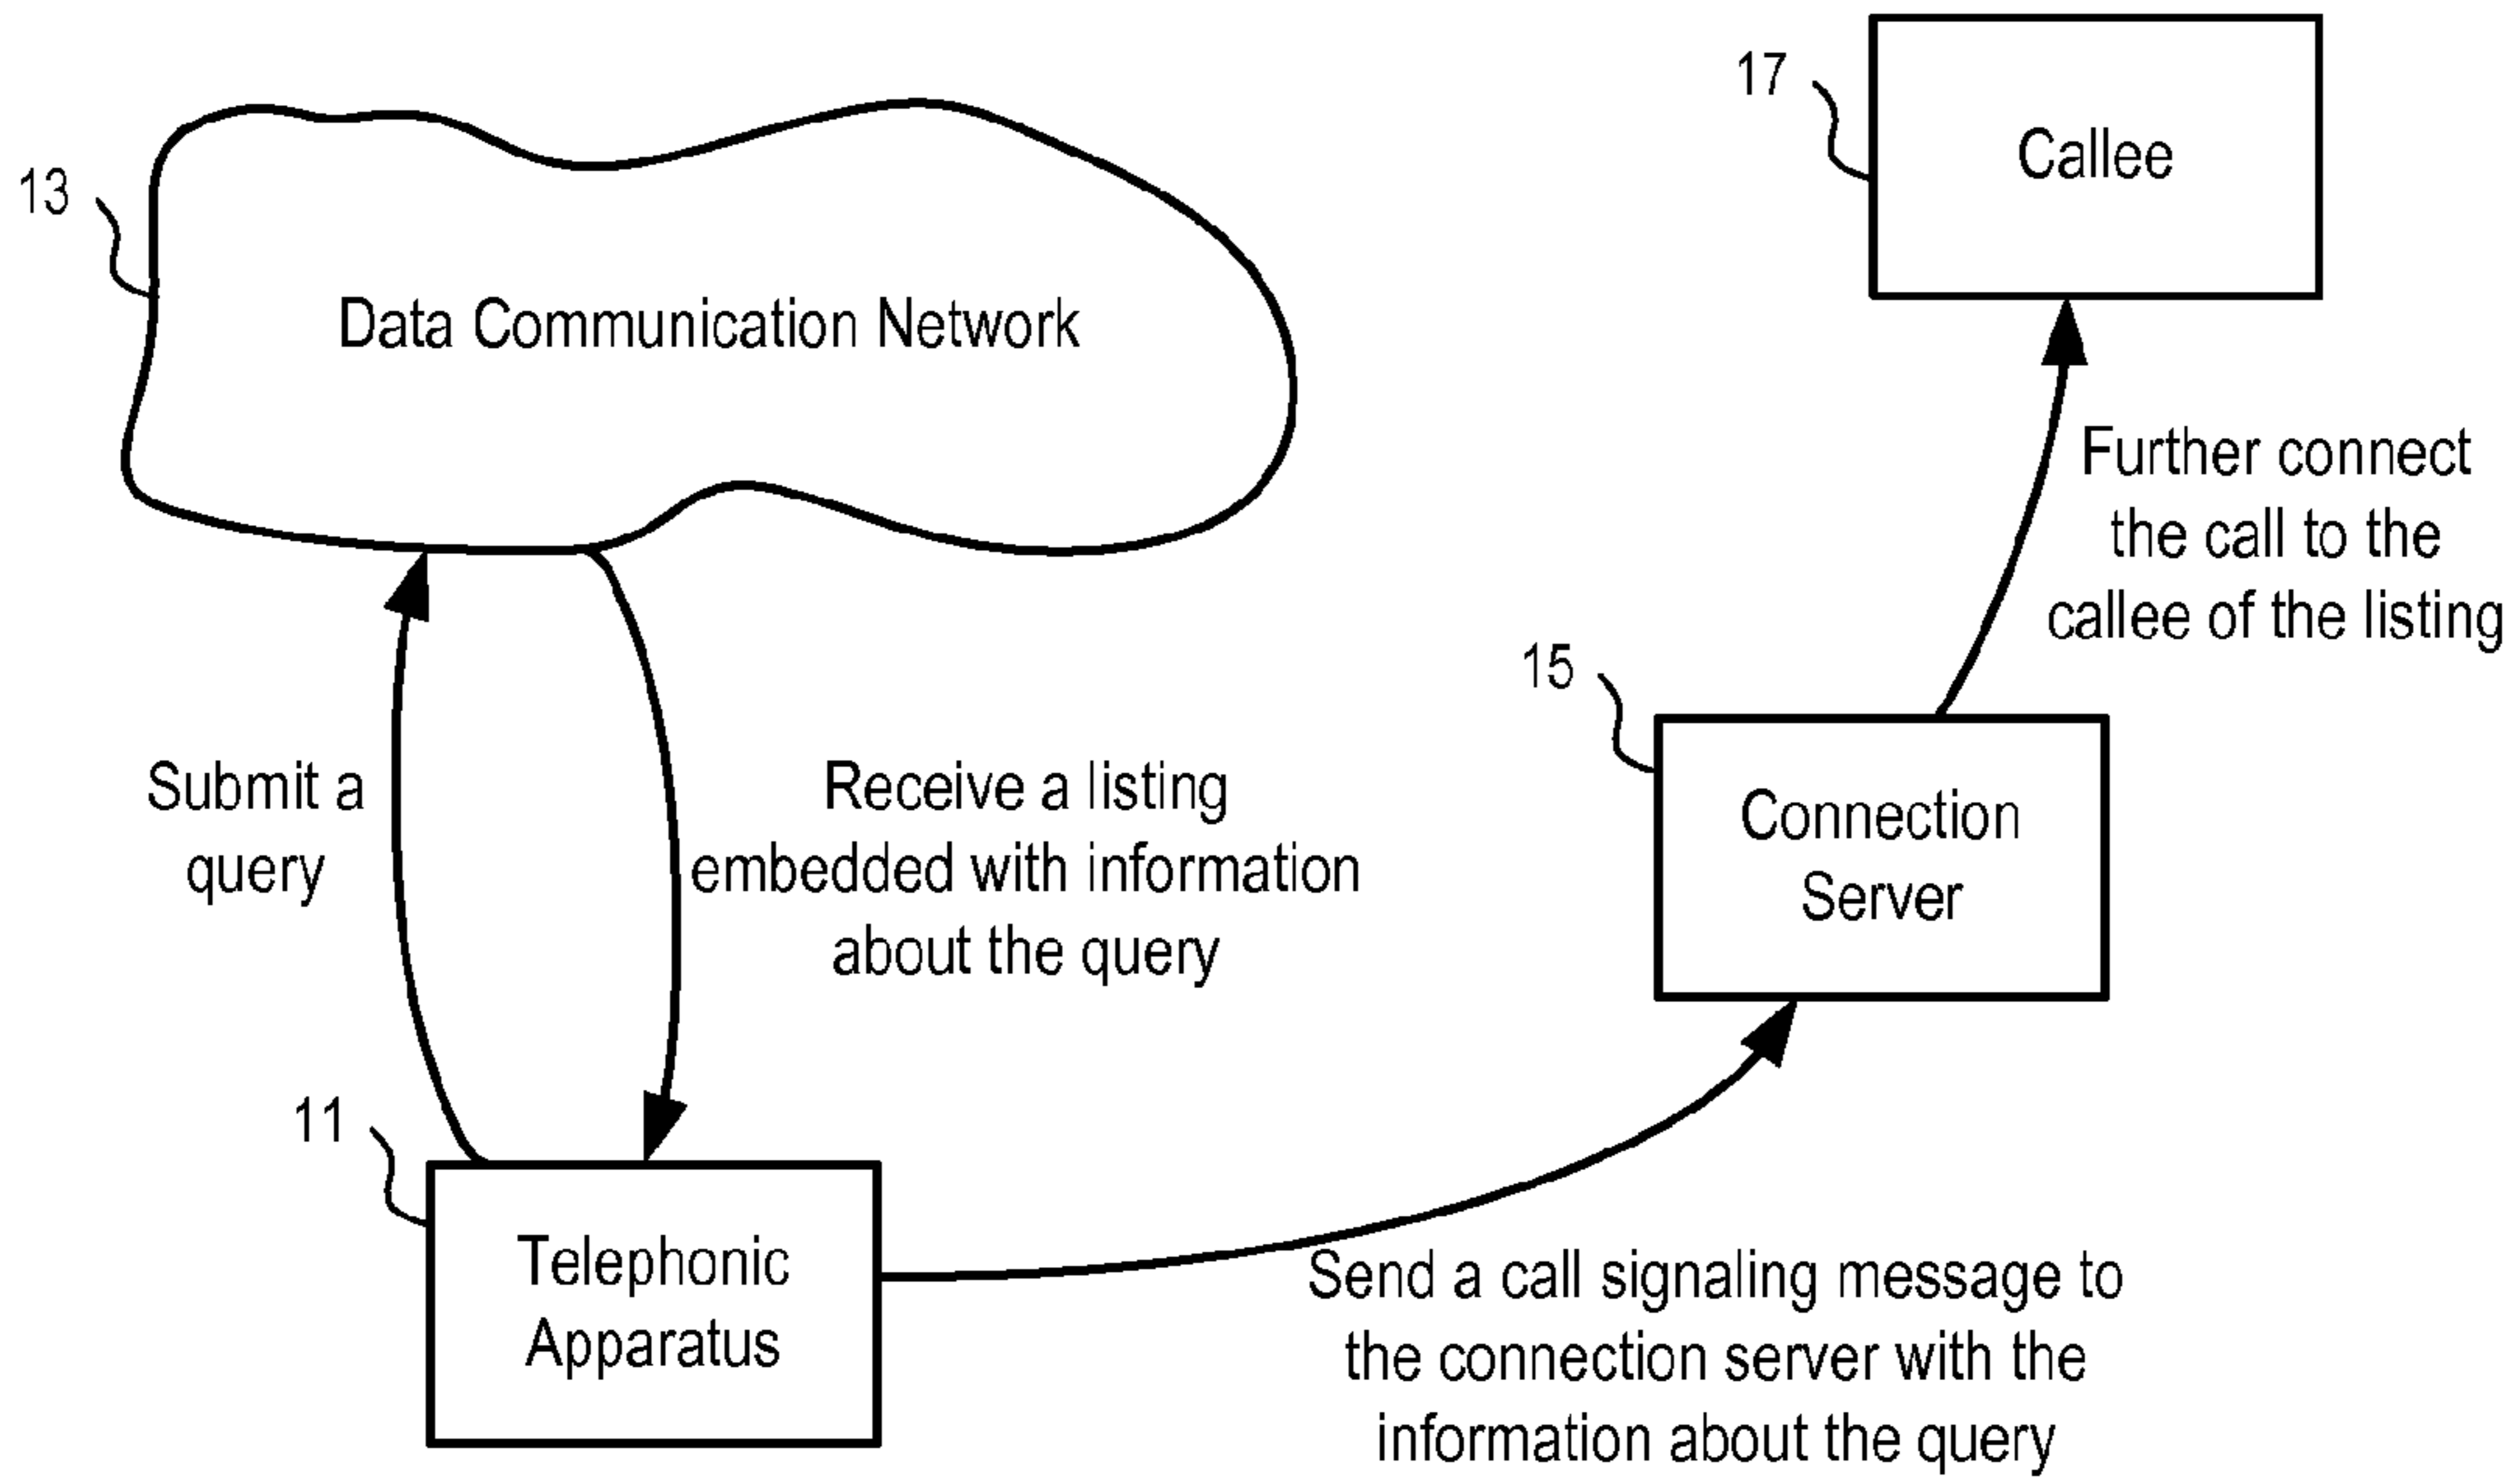 17
Callee
13
Data Communication Network
Further connect
the call to the
callee of the listing
15
Submit a
query
Receive a listing
embedded with information
about the query
Connection
Server
11
Telephonic
Apparatus
Send a call signaling message to
the connection server with the
information about the query